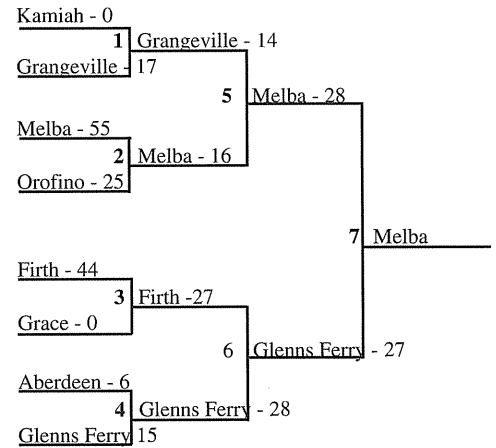 Kamiah - 0
1 Grangeville - 14
Grangeville - 17
5 Melba - 28
Melba - 55
2 Melba - 16
Orofino - 25
7 Melba
Firth - 44
3 Firth -27
Grace - 0
6 Glenns Ferry - 27
Aberdeen - 6
4 Glenns Ferry - 28
Glenns Ferry 15